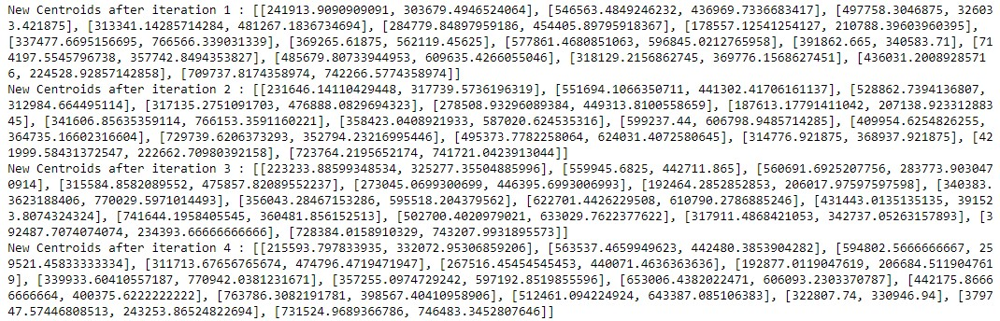 New Centroids after iteration 1 : [[241913.9090909091, 303679.4946524064], [546563.4849246232, 436969.7336683417], [497758.3046875, 32603
3.421875], [313341.14285714284, 481267.1836734694], [284779.84897959186, 454405.89795918367], [178557.12541254127, 210788.39603960395],
[337477.6695156695, 766566.339031339], [369265.61875, 562119.45625], [577861.4680851063, 596845.0212765958], [391862.665, 340583.71], [71
4197.5545796738, 357742.8494353827], [485679.80733944953, 609635.4266055046], [318129.2156862745, 369776.1568627451], [436031.2008928571
6, 224528.92857142858], [709737.8174358974, 742266.5774358974]]
New Centroids after iteration 2 : [[231646.14110429448, 317739.5736196319], [551694.1066350711, 441302.41706161137], [528862.7394136807,
312984.664495114], [317135.2751091703, 476888.0829694323], [278508.93296089384, 449313.8100558659], [187613.17791411042, 207138.923312883
45], [341606.85635359114, 766153.3591160221], [358423.0408921933, 587020.624535316], [599237.44, 606798.9485714285], [409954.6254826255,
364735.16602316604], [729739.6206373293, 352794.23216995446], [495373.7782258064, 624031.4072580645], [314776.921875, 368937.921875], [42
1999.58431372547, 222662.70980392158], [723764.2195652174, 741721.0423913044]]
New Centroids after iteration 3 : [[223233.88599348534, 325277.35504885996], [559945.6825, 442711.865], [560691.6925207756, 283773.903047
0914], [315584.8582089552, 475857.82089552237], [273045.0699300699, 446395.6993006993], [192464.2852852853, 206017.97597597598], [340383.
3623188406, 770029.5971014493], [356043.28467153286, 595518.204379562], [622701.4426229508, 610790.2786885246], [431443.0135135135, 39152
3.8074324324], [741644.1958405545, 360481.856152513], [502700.4020979021, 633029.7622377622], [317911.4868421053, 342737.05263157893], [3
92487.7074074074, 234393.66666666666], [728384.0158910329, 743207.9931895573]]
New Centroids after iteration 4 : [[215593.797833935, 332072.95306859206], [563537.4659949623, 442480.3853904282], [594802.5666666667, 259
521.45833333334], [311713.67656765674, 474796.4719471947], [267516.45454545453, 440071.4636363636], [192877.0119047619, 206684.511904761
9], [339933.60410557187, 770942.0381231671], [357255.0974729242, 597192.8519855596], [653006.4382022471, 606093.2303370787], [442175.8666
6666664, 400375.6222222222], [763786.3082191781, 398567.40410958906], [512461.094224924, 643387.085106383], [322807.74, 330946.94], [3797
47.57446808513, 243253.86524822694], [731524.9689366786, 746483.3452807646]]